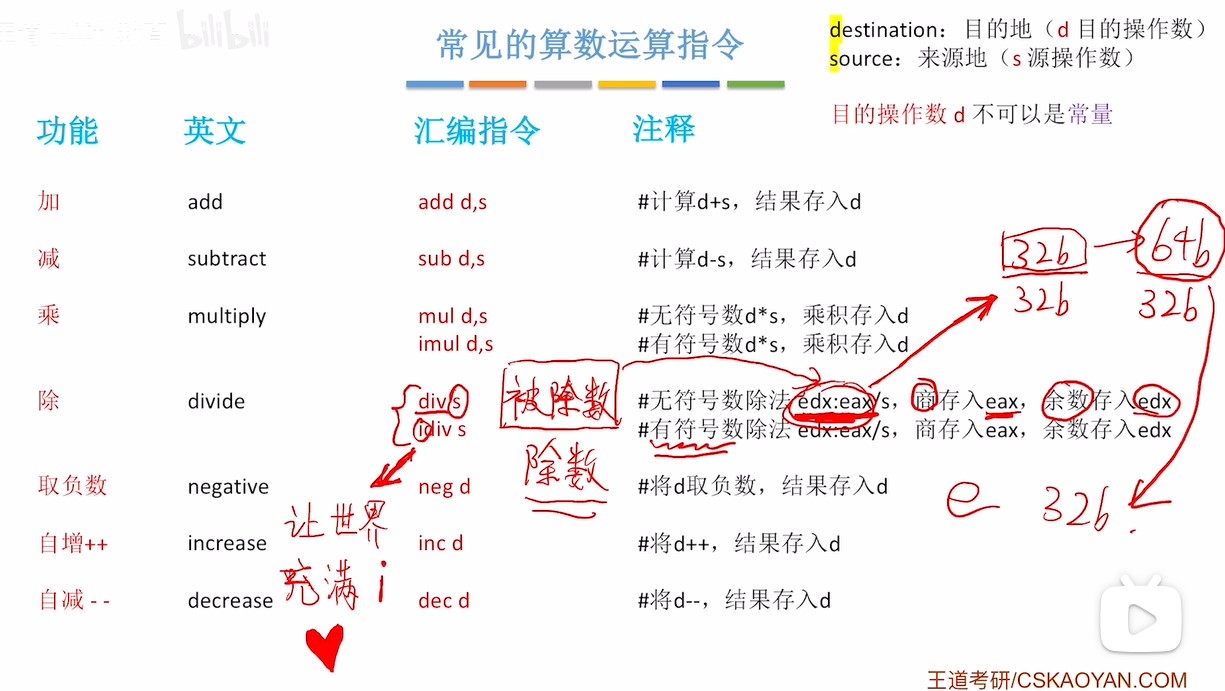 bilibili
常见的算数运算指令
destination：目的地（d 目的操作数）
source：来源地（s 源操作数）
目的操作数 d 不可以是常量
功能 英文 汇编指令 注释
加 add add d,s #计算d+s，结果存入d
减 subtract sub d,s #计算d-s，结果存入d
32b 64b
32b 32b
乘 multiply mul d,s #无符号数d*s，乘积存入d
imul d,s #有符号数d*s，乘积存入d
被除数
除 divide div s #无符号数除法 edx:eax/s，商存入eax，余数存入edx
idiv s #有符号数除法 edx:eax/s，商存入eax，余数存入edx
除数
取负数 negative neg d #将d取负数，结果存入d
e 32b
让世界
自增++ increase inc d #将d++，结果存入d
充满 i
自减 - - decrease dec d #将d--，结果存入d
王道考研/CSKAOYAN.COM